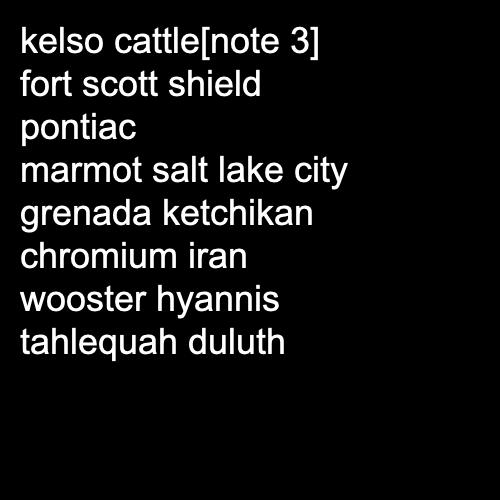 kelso cattle[note 3]
fort scott shield
pontiac
marmot salt lake city
grenada ketchikan
chromium iran
wooster hyannis
tahlequah duluth